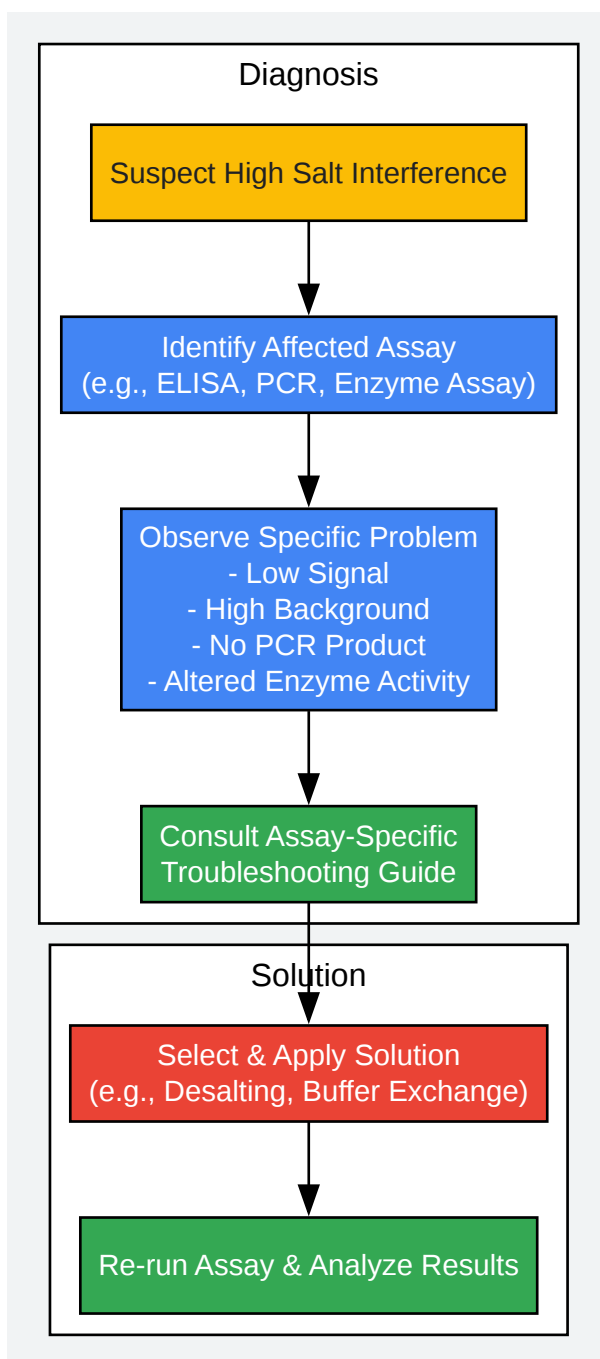 Diagnosis
Suspect High Salt Interference
Identify Affected Assay
(e.g., ELISA, PCR, Enzyme Assay)
Observe Specific Problem
- Low Signal
- High Background
- No PCR Product
- Altered Enzyme Activity
Consult Assay-Specific
Troubleshooting Guide
Solution
Select & Apply Solution
(e.g., Desalting, Buffer Exchange)
Re-run Assay & Analyze Results